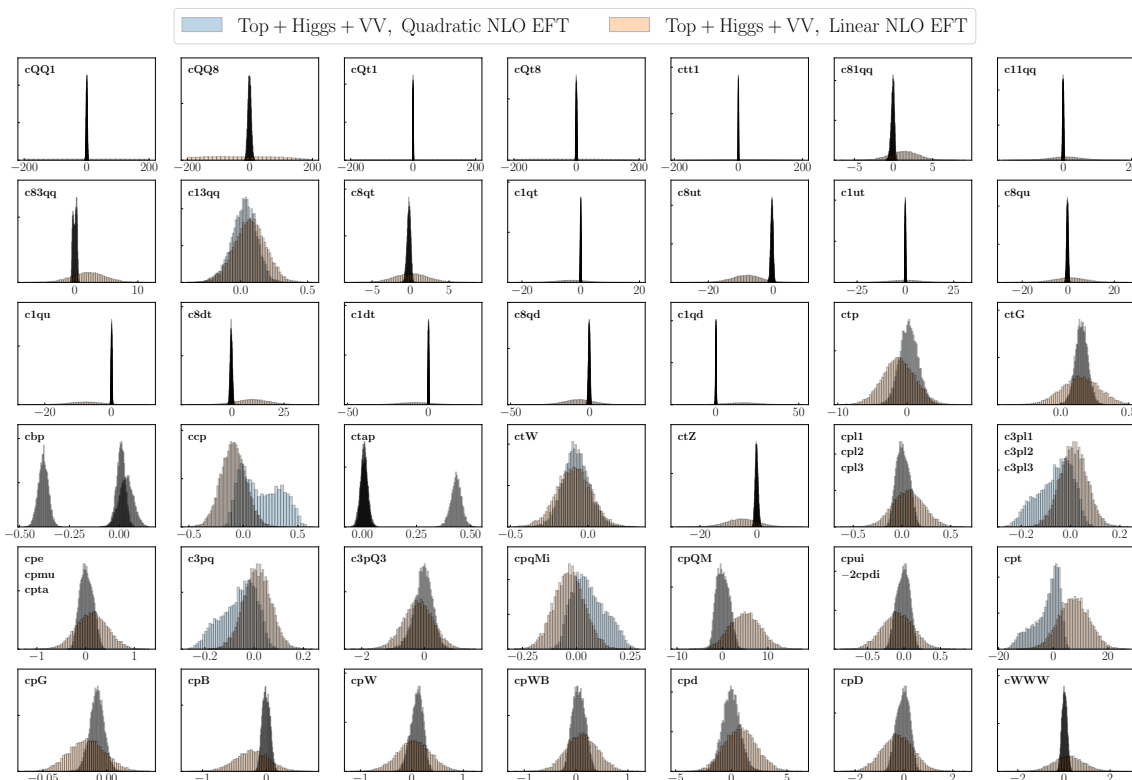 Top + Higgs + VV, Quadratic NLO EFT Top + Higgs + VV, Linear NLO EFT
cQQ1 cQQ8 cQt1 cQt8 ctt1 c81qq c11qq
−200 0 200 −200 0 200 −200 0 200 −200 0 200 −200 0 200 −5 0 5 0 20
c83qq c13qq c8qt c1qt c8ut c1ut c8qu
0 10 0.0 0.5 −5 0 5 −20 0 −20 0 −25 0 25 −20 0 20
c1qu c8dt c1dt c8qd c1qd ctp ctG
−20 0 0 25 −50 0 −50 0 0 50 −10 0 0.0 0.5
cbp ccp ctap ctW ctZ cpl1 c3pl1
cpl2 c3pl2
cpl3 c3pl3
−0.50 −0.25 0.00 −0.5 0.0 0.5 0.00 0.25 0.50 −0.5 0.0 0.5 −20 0 −0.5 0.0 0.5 −0.2 0.0 0.2
cpe c3pq c3pQ3 cpqMi cpQM cpui cpt
cpmu −2cpdi
cpta
−1 0 1 −0.2 0.0 0.2 −2 0 −0.25 0.00 0.25 −10 0 10 −0.5 0.0 0.5 −20 0 20
cpG cpB cpW cpWB cpd cpD cWWW
−0.05 0.00 −1 0 −1 0 1 −1 0 1 −5 0 5 −2 0 2 −2 0 2